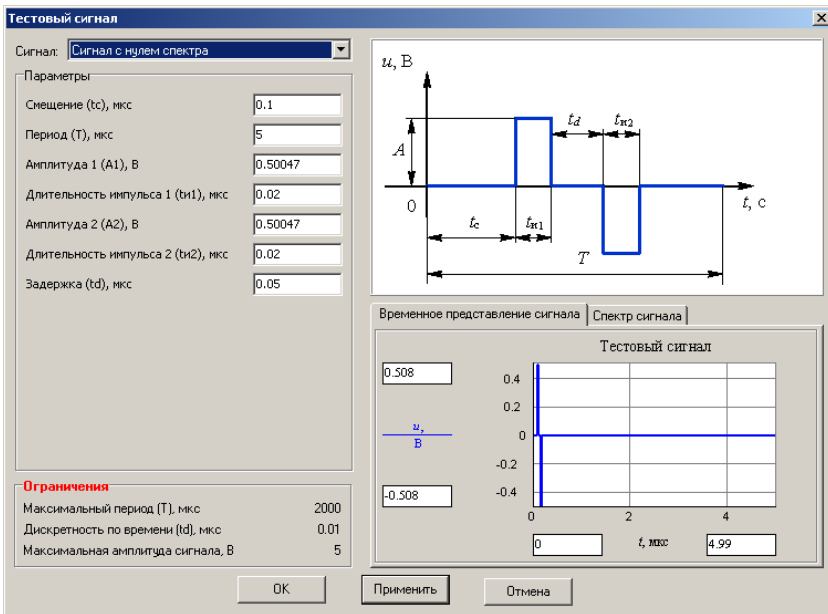 Тестовый сигнал
Сигнал: Сигнал с нулем спектра
Параметры
Смещение (tc), мкс 0.1
Период (T), мкс 5
Амплитуда 1 (A1), В 0.50047
Длительность импульса 1 (tи1), мкс 0.02
Амплитуда 2 (A2), В 0.50047
Длительность импульса 2 (tи2), мкс 0.02
Задержка (td), мкс 0.05
Ограничения
Максимальный период (T), мкс 2000
Дискретность по времени (td), мкс 0.01
Максимальная амплитуда сигнала, В 5
u, В
A
td
tи2
0
tс
tи1
t, с
T
Временное представление сигнала
Спектр сигнала
Тестовый сигнал
0.508
u,
В
-0.508
0.4
0.2
0
-0.2
-0.4
0 2 4
0 t, мкс 4.99
OK Применить Отмена